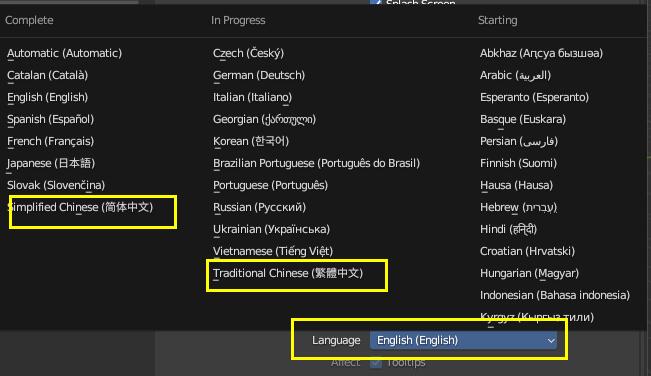 Splash Screen
Complete
Automatic (Automatic)
Catalan (Català)
English (English)
Spanish (Español)
French (Français)
Japanese (日本語)
Slovak (Slovenčina)
Simplified Chinese (简体中文)
In Progress
Czech (Český)
German (Deutsch)
Italian (Italiano)
Georgian (ქართული)
Korean (한국어)
Brazilian Portuguese (Português do Brasil)
Portuguese (Português)
Russian (Русский)
Ukrainian (Українська)
Vietnamese (Tiếng Việt)
Traditional Chinese (繁體中文)
Starting
Abkhaz (Аԥсуа бызшәа)
Arabic (العربية)
Esperanto (Esperanto)
Basque (Euskara)
Persian (فارسی)
Finnish (Suomi)
Hausa (Hausa)
Hebrew (עִבְרִית)
Hindi (हिन्दी)
Croatian (Hrvatski)
Hungarian (Magyar)
Indonesian (Bahasa indonesia)
Kyrgyz (Кыргыз тили)
Language English (English)
Affect Tooltips